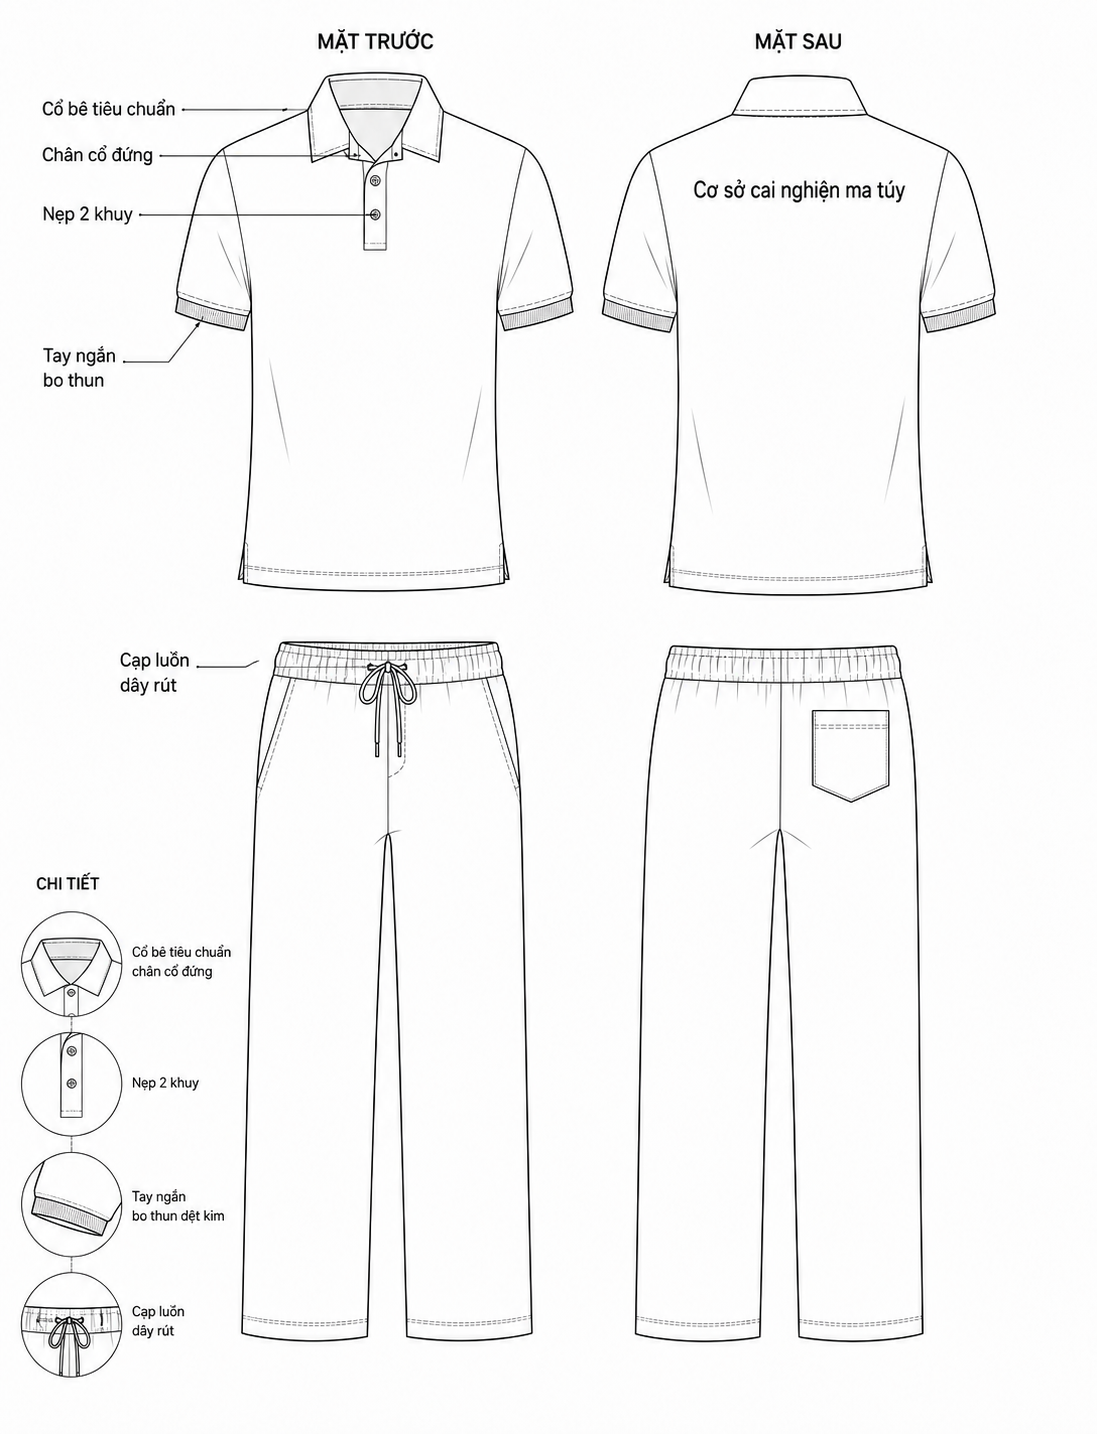 MẶT TRƯỚC
MẶT SAU
Cổ bê tiêu chuẩn
Chân cổ đứng
Nẹp 2 khuy
Cơ sở cai nghiện ma túy
Tay ngắn
bo thun
Cạp luồn
dây rút
CHI TIẾT
Cổ bê tiêu chuẩn
chân cổ đứng
Nẹp 2 khuy
Tay ngắn
bo thun dệt kim
Cạp luồn
dây rút